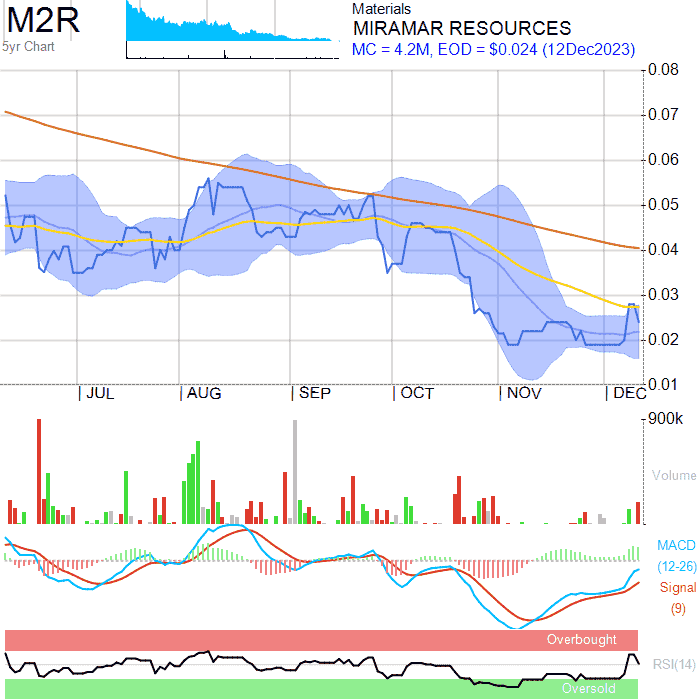 M2R
5yr Chart
Materials
MIRAMAR RESOURCES
MC = 4.2M, EOD = $0.024 (12Dec2023)
0.08
0.07
0.06
0.05
0.04
0.03
0.02
0.01
JUL AUG SEP OCT NOV DEC
900k
Volume
MACD
(12-26)
Signal
(9)
Overbought
RSI(14)
Oversold